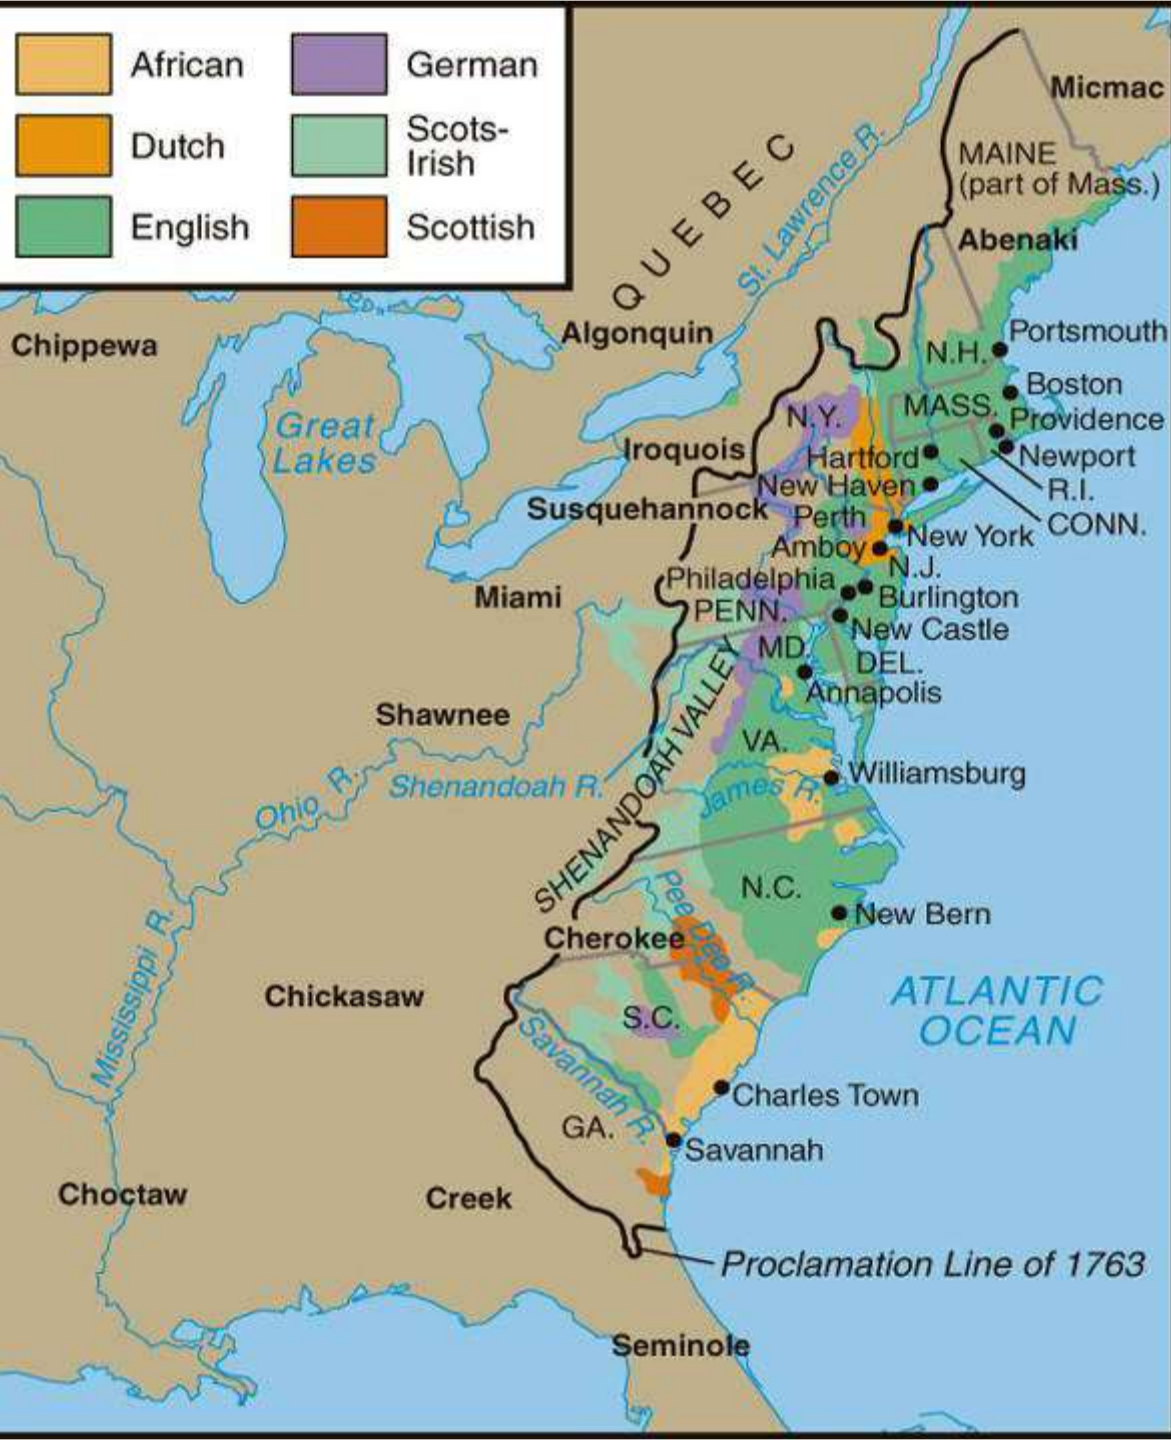 African
Dutch
English
German
Scots-
Irish
Scottish
QUEBEC
St. Lawrence R.
Micmac
MAINE
(part of Mass.)
Abenaki
Chippewa
Algonquin
Great
Lakes
Iroquois
Susquehannock
Miami
N.H.
Portsmouth
Boston
MASS.
Providence
Newport
R.I.
CONN.
N.Y.
Hartford
New Haven
Perth
Amboy
New York
N.J.
Philadelphia
Burlington
PENN.
New Castle
MD.
DEL.
Annapolis
Shawnee
SHENANDOAH VALLEY
Shenandoah R.
Ohio R.
VA.
Williamsburg
James R.
N.C.
Pee Dee R.
New Bern
Cherokee
Mississippi R.
Chickasaw
ATLANTIC
OCEAN
S.C.
Savannah R.
Charles Town
GA.
Savannah
Choctaw
Creek
Proclamation Line of 1763
Seminole